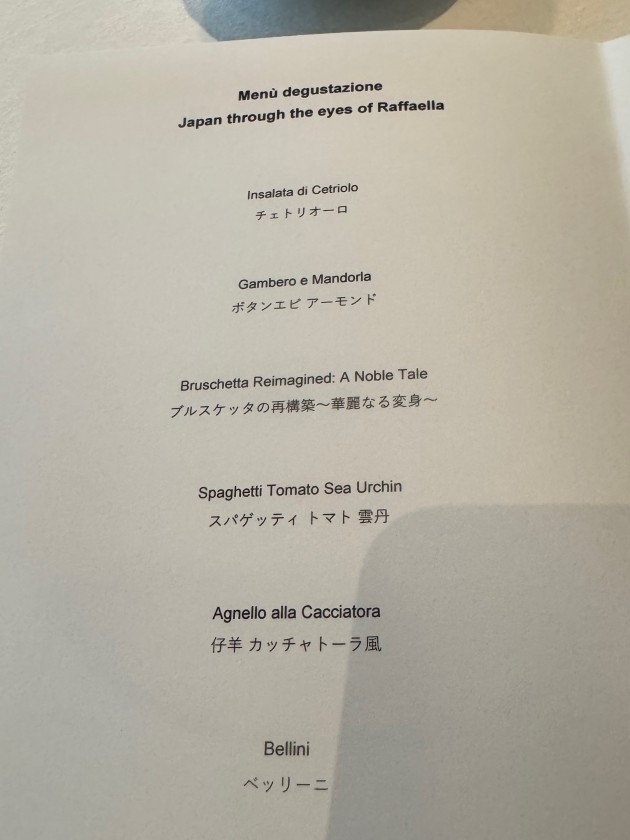 Menù degustazione
Japan through the eyes of Raffaella
Insalata di Cetriolo
チェトリオーロ
Gambero e Mandorla
ボタンエビ アーモンド
Bruschetta Reimagined: A Noble Tale
ブルスケッタの再構築～華麗なる変身～
Spaghetti Tomato Sea Urchin
スパゲッティ トマト 雲丹
Agnello alla Cacciatora
仔羊 カッチャトーラ風
Bellini
ベッリーニ